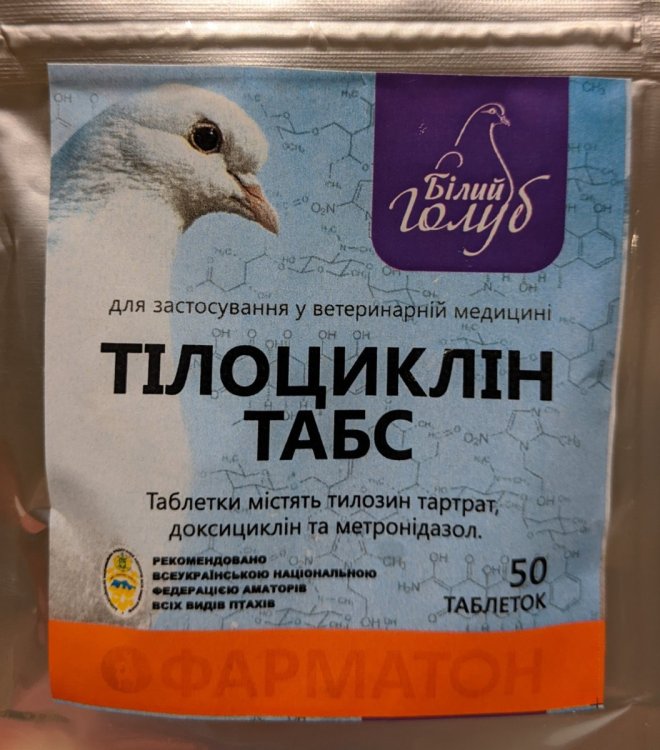 Білий
Голуб
для застосування у ветеринарній медицині
ТІЛОЦИКЛІН
ТАБС
Таблетки містять тилозин тартрат,
доксициклін та метронідазол.
РЕКОМЕНДОВАНО
ВСЕУКРАЇНСЬКОЮ НАЦІОНАЛЬНОЮ
ФЕДЕРАЦІЄЮ АМАТОРІВ
ВСІХ ВИДІВ ПТАХІВ
50
ТАБЛЕТОК
ФАРМАТОН